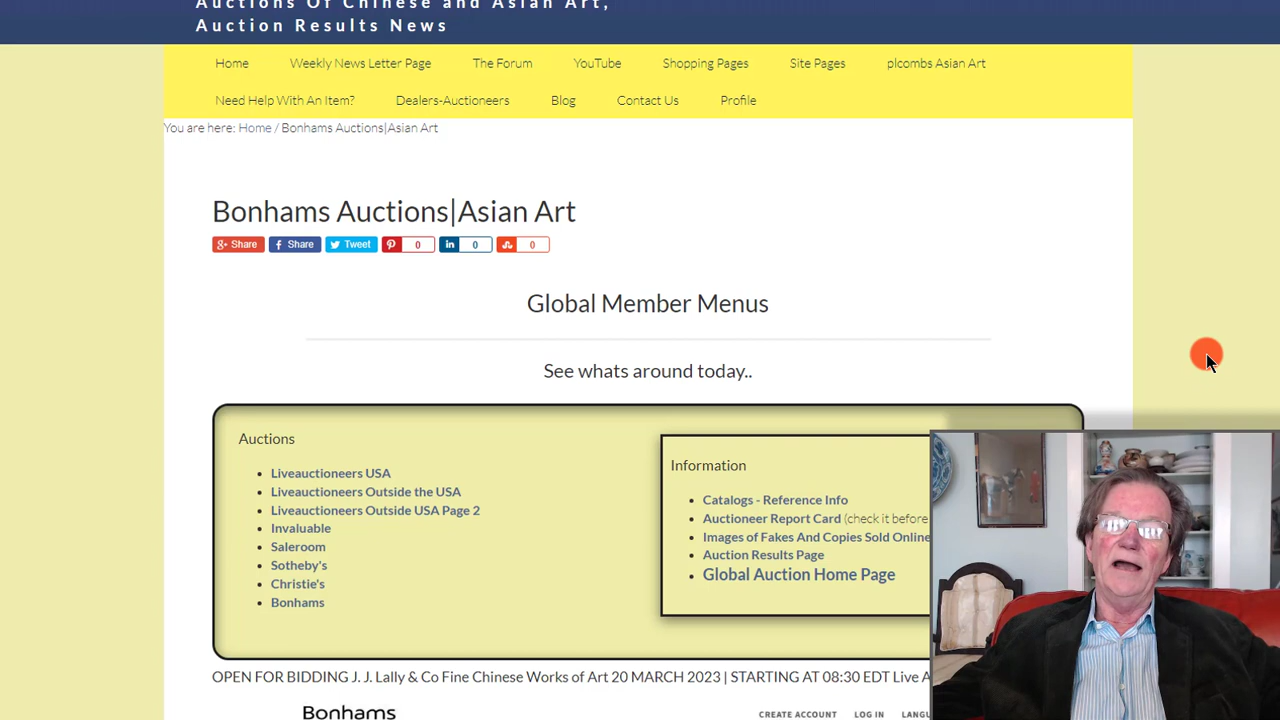 Auctions Of Chinese and Asian Art,
Auction Results News
Home Weekly News Letter Page The Forum YouTube Shopping Pages Site Pages plcombs Asian Art
Need Help With An Item? Dealers-Auctioneers Blog Contact Us Profile
You are here: Home / Bonhams Auctions|Asian Art
Bonhams Auctions|Asian Art
Share Share Tweet 0 0 0
Global Member Menus
See whats around today..
Auctions
Liveauctioneers USA
Liveauctioneers Outside the USA
Liveauctioneers Outside USA Page 2
Invaluable
Saleroom
Sotheby's
Christie's
Bonhams
Information
Catalogs - Reference Info
Auctioneer Report Card (check it before
Images of Fakes And Copies Sold Online
Auction Results Page
Global Auction Home Page
OPEN FOR BIDDING J. J. Lally & Co Fine Chinese Works of Art 20 MARCH 2023 | STARTING AT 08:30 EDT Live A
Bonhams CREATE ACCOUNT LOG IN LANGU